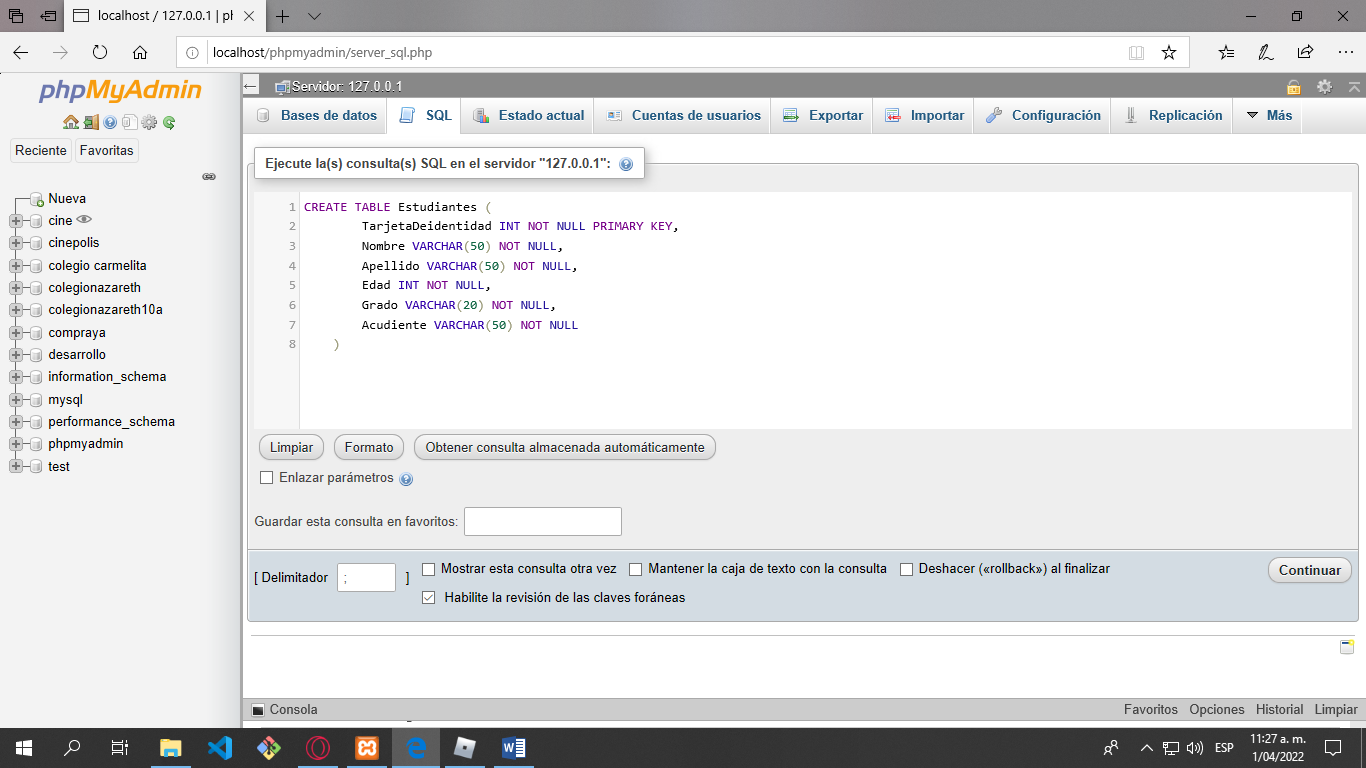 localhost / 127.0.0.1 | ph
localhost/phpmyadmin/server_sql.php
phpMyAdmin
Reciente Favoritas
Nueva
cine
cinepolis
colegio carmelita
colegionazareth
colegionazareth10a
compraya
desarrollo
information_schema
mysql
performance_schema
phpmyadmin
test
Servidor: 127.0.0.1
Bases de datos SQL Estado actual Cuentas de usuarios Exportar Importar Configuración Replicación Más
Ejecute la(s) consulta(s) SQL en el servidor "127.0.0.1":
1 CREATE TABLE Estudiantes (
2 TarjetaDeidentidad INT NOT NULL PRIMARY KEY,
3 Nombre VARCHAR(50) NOT NULL,
4 Apellido VARCHAR(50) NOT NULL,
5 Edad INT NOT NULL,
6 Grado VARCHAR(20) NOT NULL,
7 Acudiente VARCHAR(50) NOT NULL
8 )
Limpiar Formato Obtener consulta almacenada automáticamente
Enlazar parámetros
Guardar esta consulta en favoritos:
[ Delimitador ; ] Mostrar esta consulta otra vez Mantener la caja de texto con la consulta Deshacer («rollback») al finalizar Continuar
Habilite la revisión de las claves foráneas
Consola Favoritos Opciones Historial Limpiar
ESP 11:27 a. m.
1/04/2022